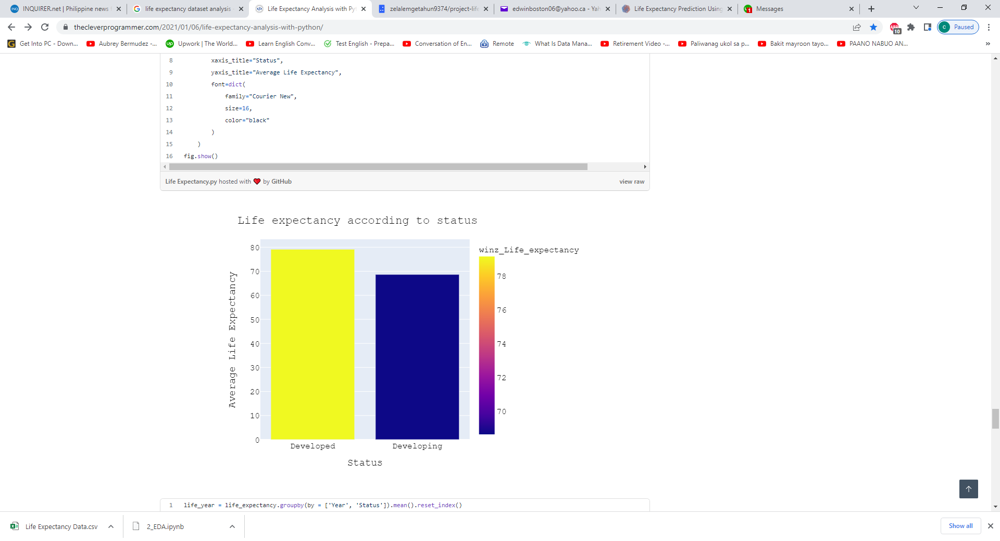 INQUIRER.net | Philippine news
life expectancy dataset analysis
Life Expectancy Analysis with Pyt
zelalemgetahun9374/project-life
edwinboston06@yahoo.ca - Yah
Life Expectancy Prediction Using
Messages
thecleverprogrammer.com/2021/01/06/life-expectancy-analysis-with-python/
10
C Paused
Get Into PC - Down...
Aubrey Bermudez -...
Upwork | The World...
Learn English Conv...
Test English - Prepa...
Conversation of En...
Remote
What Is Data Mana...
Retirement Video -...
Paliwanag ukol sa p...
Bakit mayroon tayo...
PAANO NABUO AN...
8 xaxis_title="Status",
9 yaxis_title="Average Life Expectancy",
10 font=dict(
11 family="Courier New",
12 size=16,
13 color="black"
14 )
15 )
16 fig.show()
Life Expectancy.py hosted with ❤ by GitHub
view raw
Life expectancy according to status
winz_Life_expectancy
80
70
60
50
40
30
20
10
0
Average Life Expectancy
78
76
74
72
70
Developed
Developing
Status
1 life_year = life_expectancy.groupby(by = ['Year', 'Status']).mean().reset_index()
Life Expectancy Data.csv
2_EDA.ipynb
Show all